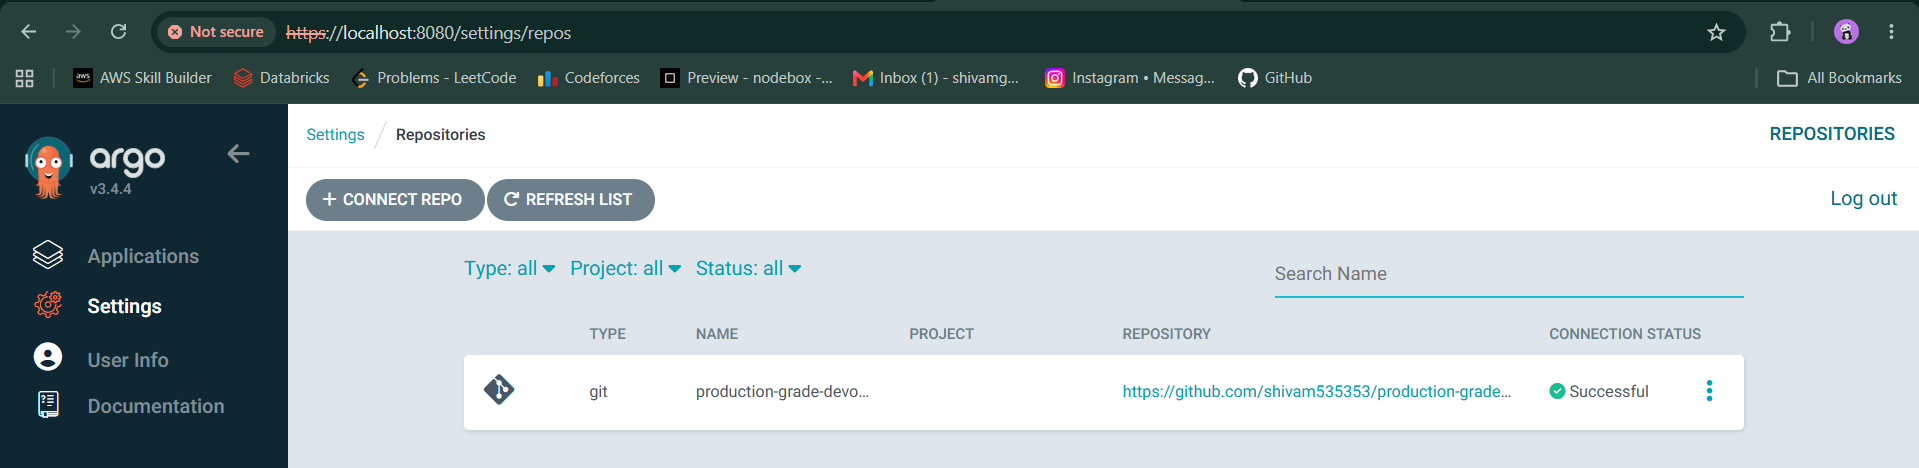 Not secure https://localhost:8080/settings/repos
AWS Skill Builder Databricks Problems - LeetCode Codeforces Preview - nodebox -... Inbox (1) - shivamg... Instagram • Messag... GitHub All Bookmarks
argo
v3.4.4
Applications
Settings
User Info
Documentation
Settings / Repositories REPOSITORIES
+ CONNECT REPO REFRESH LIST Log out
Type: all Project: all Status: all Search Name
TYPE NAME PROJECT REPOSITORY CONNECTION STATUS
git production-grade-devo... https://github.com/shivam535353/production-grade... Successful